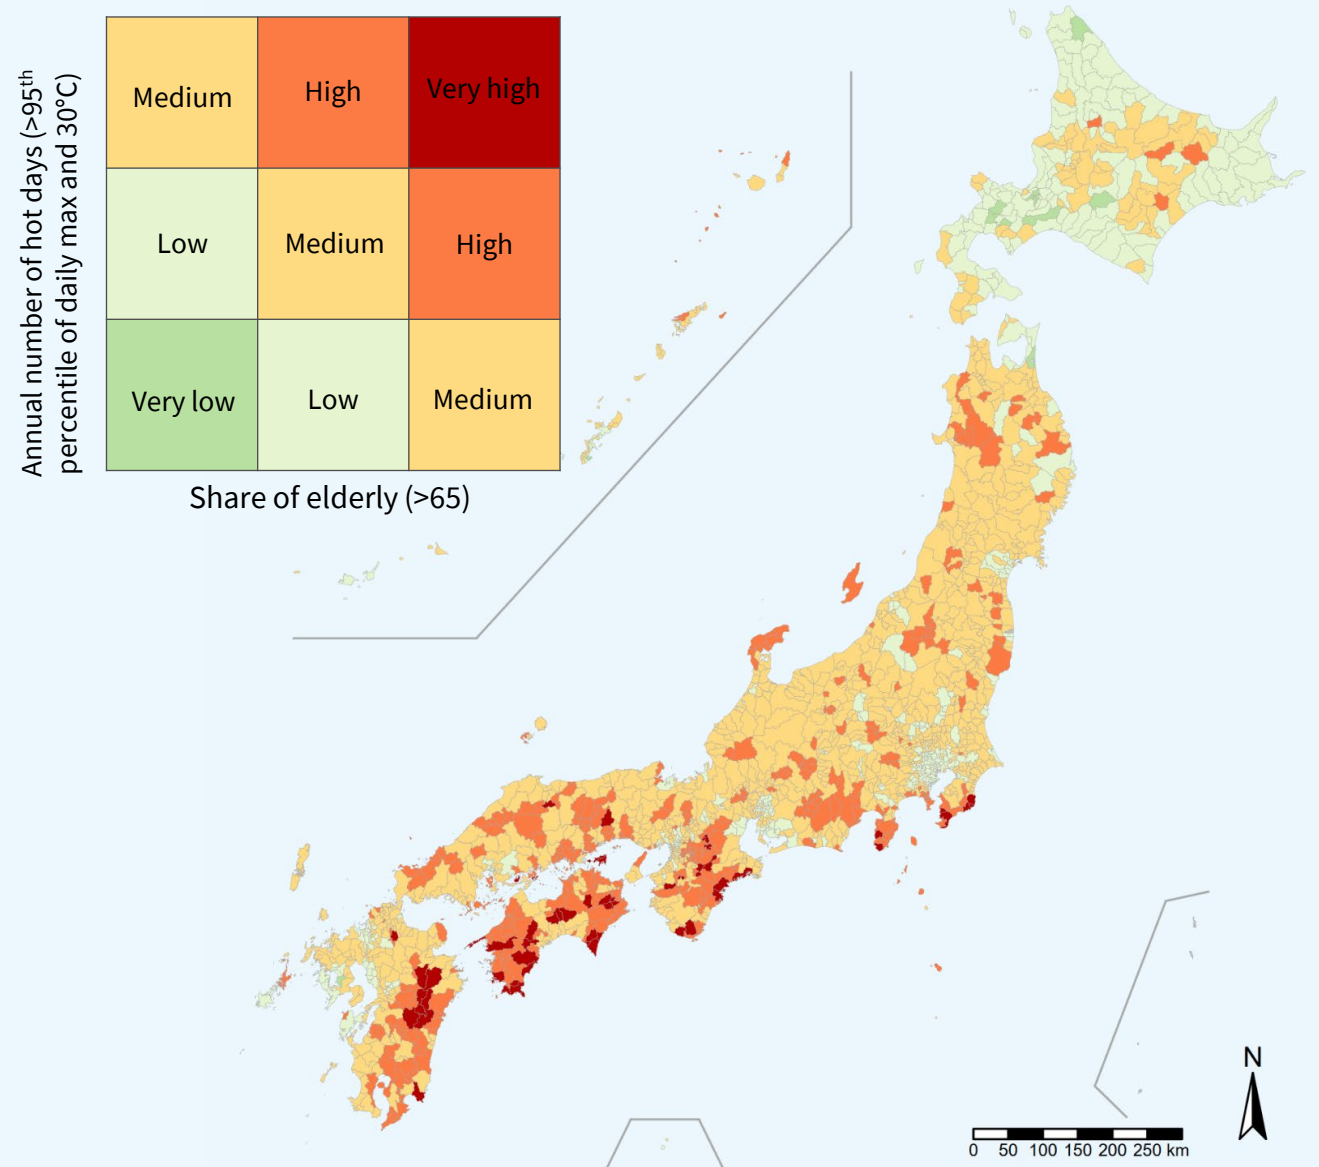 Annual number of hot days (>95th
percentile of daily max and 30°C)
Medium
High
Very high
Low
Medium
High
Very low
Low
Medium
Share of elderly (>65)
N
0 50 100 150 200 250 km